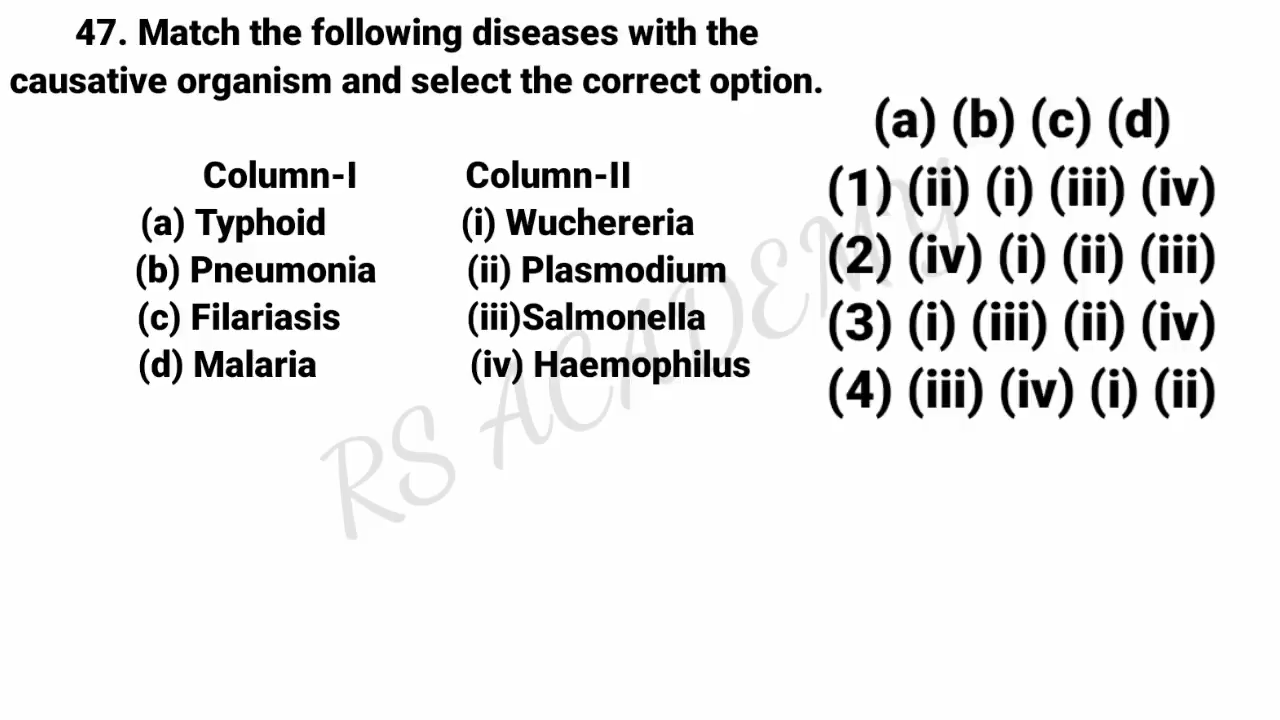 47. Match the following diseases with the
causative organism and select the correct option.
Column-I Column-II
(a) Typhoid (i) Wuchereria
(b) Pneumonia (ii) Plasmodium
(c) Filariasis (iii)Salmonella
(d) Malaria (iv) Haemophilus
(a) (b) (c) (d)
(1) (ii) (i) (iii) (iv)
(2) (iv) (i) (ii) (iii)
(3) (i) (iii) (ii) (iv)
(4) (iii) (iv) (i) (ii)
RS ACADEMY